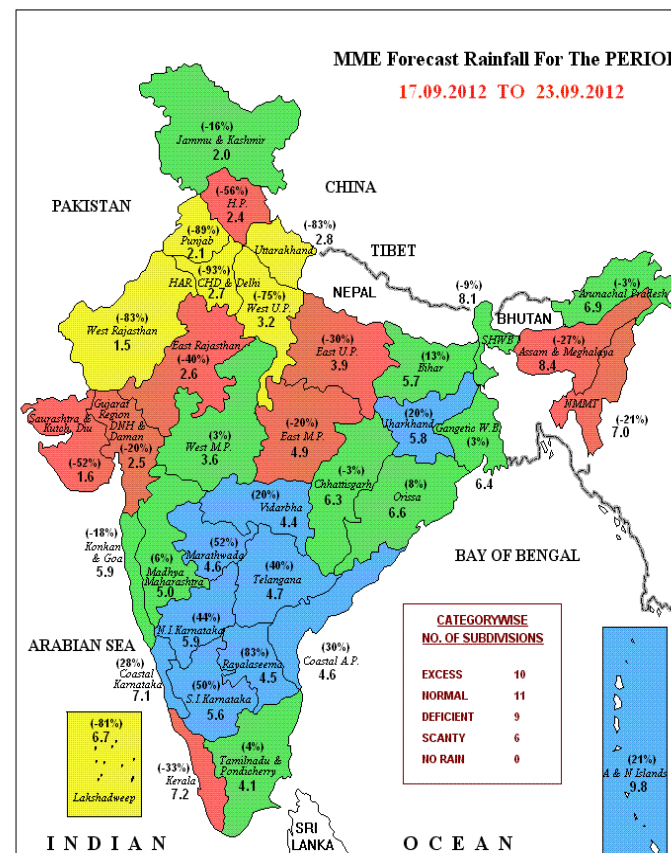 MME Forecast Rainfall For The PERIOD
17.09.2012 TO 23.09.2012
(-16%)
Jammu & Kashmir
2.0
CHINA
(-56%)
H.P.
2.4
PAKISTAN
(-89%)
Punjab
2.1
Uttarakhand
(-83%)
2.8
TIBET
(-93%)
HAR. CHD & Delhi
2.7
(-75%)
West U.P.
3.2
NEPAL
(-9%)
8.1
(-3%)
Arunachal Pradesh
6.9
BHUTAN
SHWB
(-83%)
West Rajasthan
1.5
East Rajasthan
(-40%)
2.6
(-30%)
East U.P.
3.9
(13%)
Bihar
5.7
(-27%)
Assam & Meghalaya
8.4
NMMT
(-21%)
7.0
Saurashtra &
Kutch, Diu
(-52%)
1.6
Gujarat
Region
DNH &
Daman
(-20%)
2.5
(3%)
West M.P.
3.6
(-20%)
East M.P.
4.9
(20%)
Jharkhand
5.8
Gangetic W.B.
(3%)
6.4
(-3%)
Chhattisgarh
6.3
(8%)
Orissa
6.6
(20%)
Vidarbha
4.4
(-18%)
Konkan
& Goa
5.9
(6%)
Madhya
Maharashtra
5.0
(52%)
Marathwada
4.6
(40%)
Telangana
4.7
BAY OF BENGAL
ARABIAN SEA
(44%)
N.I.Karnataka
5.9
(28%)
Coastal
Karnataka
7.1
(83%)
Rayalaseema
4.5
(30%)
Coastal A.P.
4.6
(50%)
S.I.Karnataka
5.6
CATEGORYWISE
NO. OF SUBDIVISIONS
EXCESS 10
NORMAL 11
DEFICIENT 9
SCANTY 6
NO RAIN 0
(-81%)
6.7
Lakshadweep
(-33%)
Kerala
7.2
(4%)
Tamilnadu &
Pondicherry
4.1
(21%)
A & N Islands
9.8
SRI
LANKA
INDIAN OCEAN